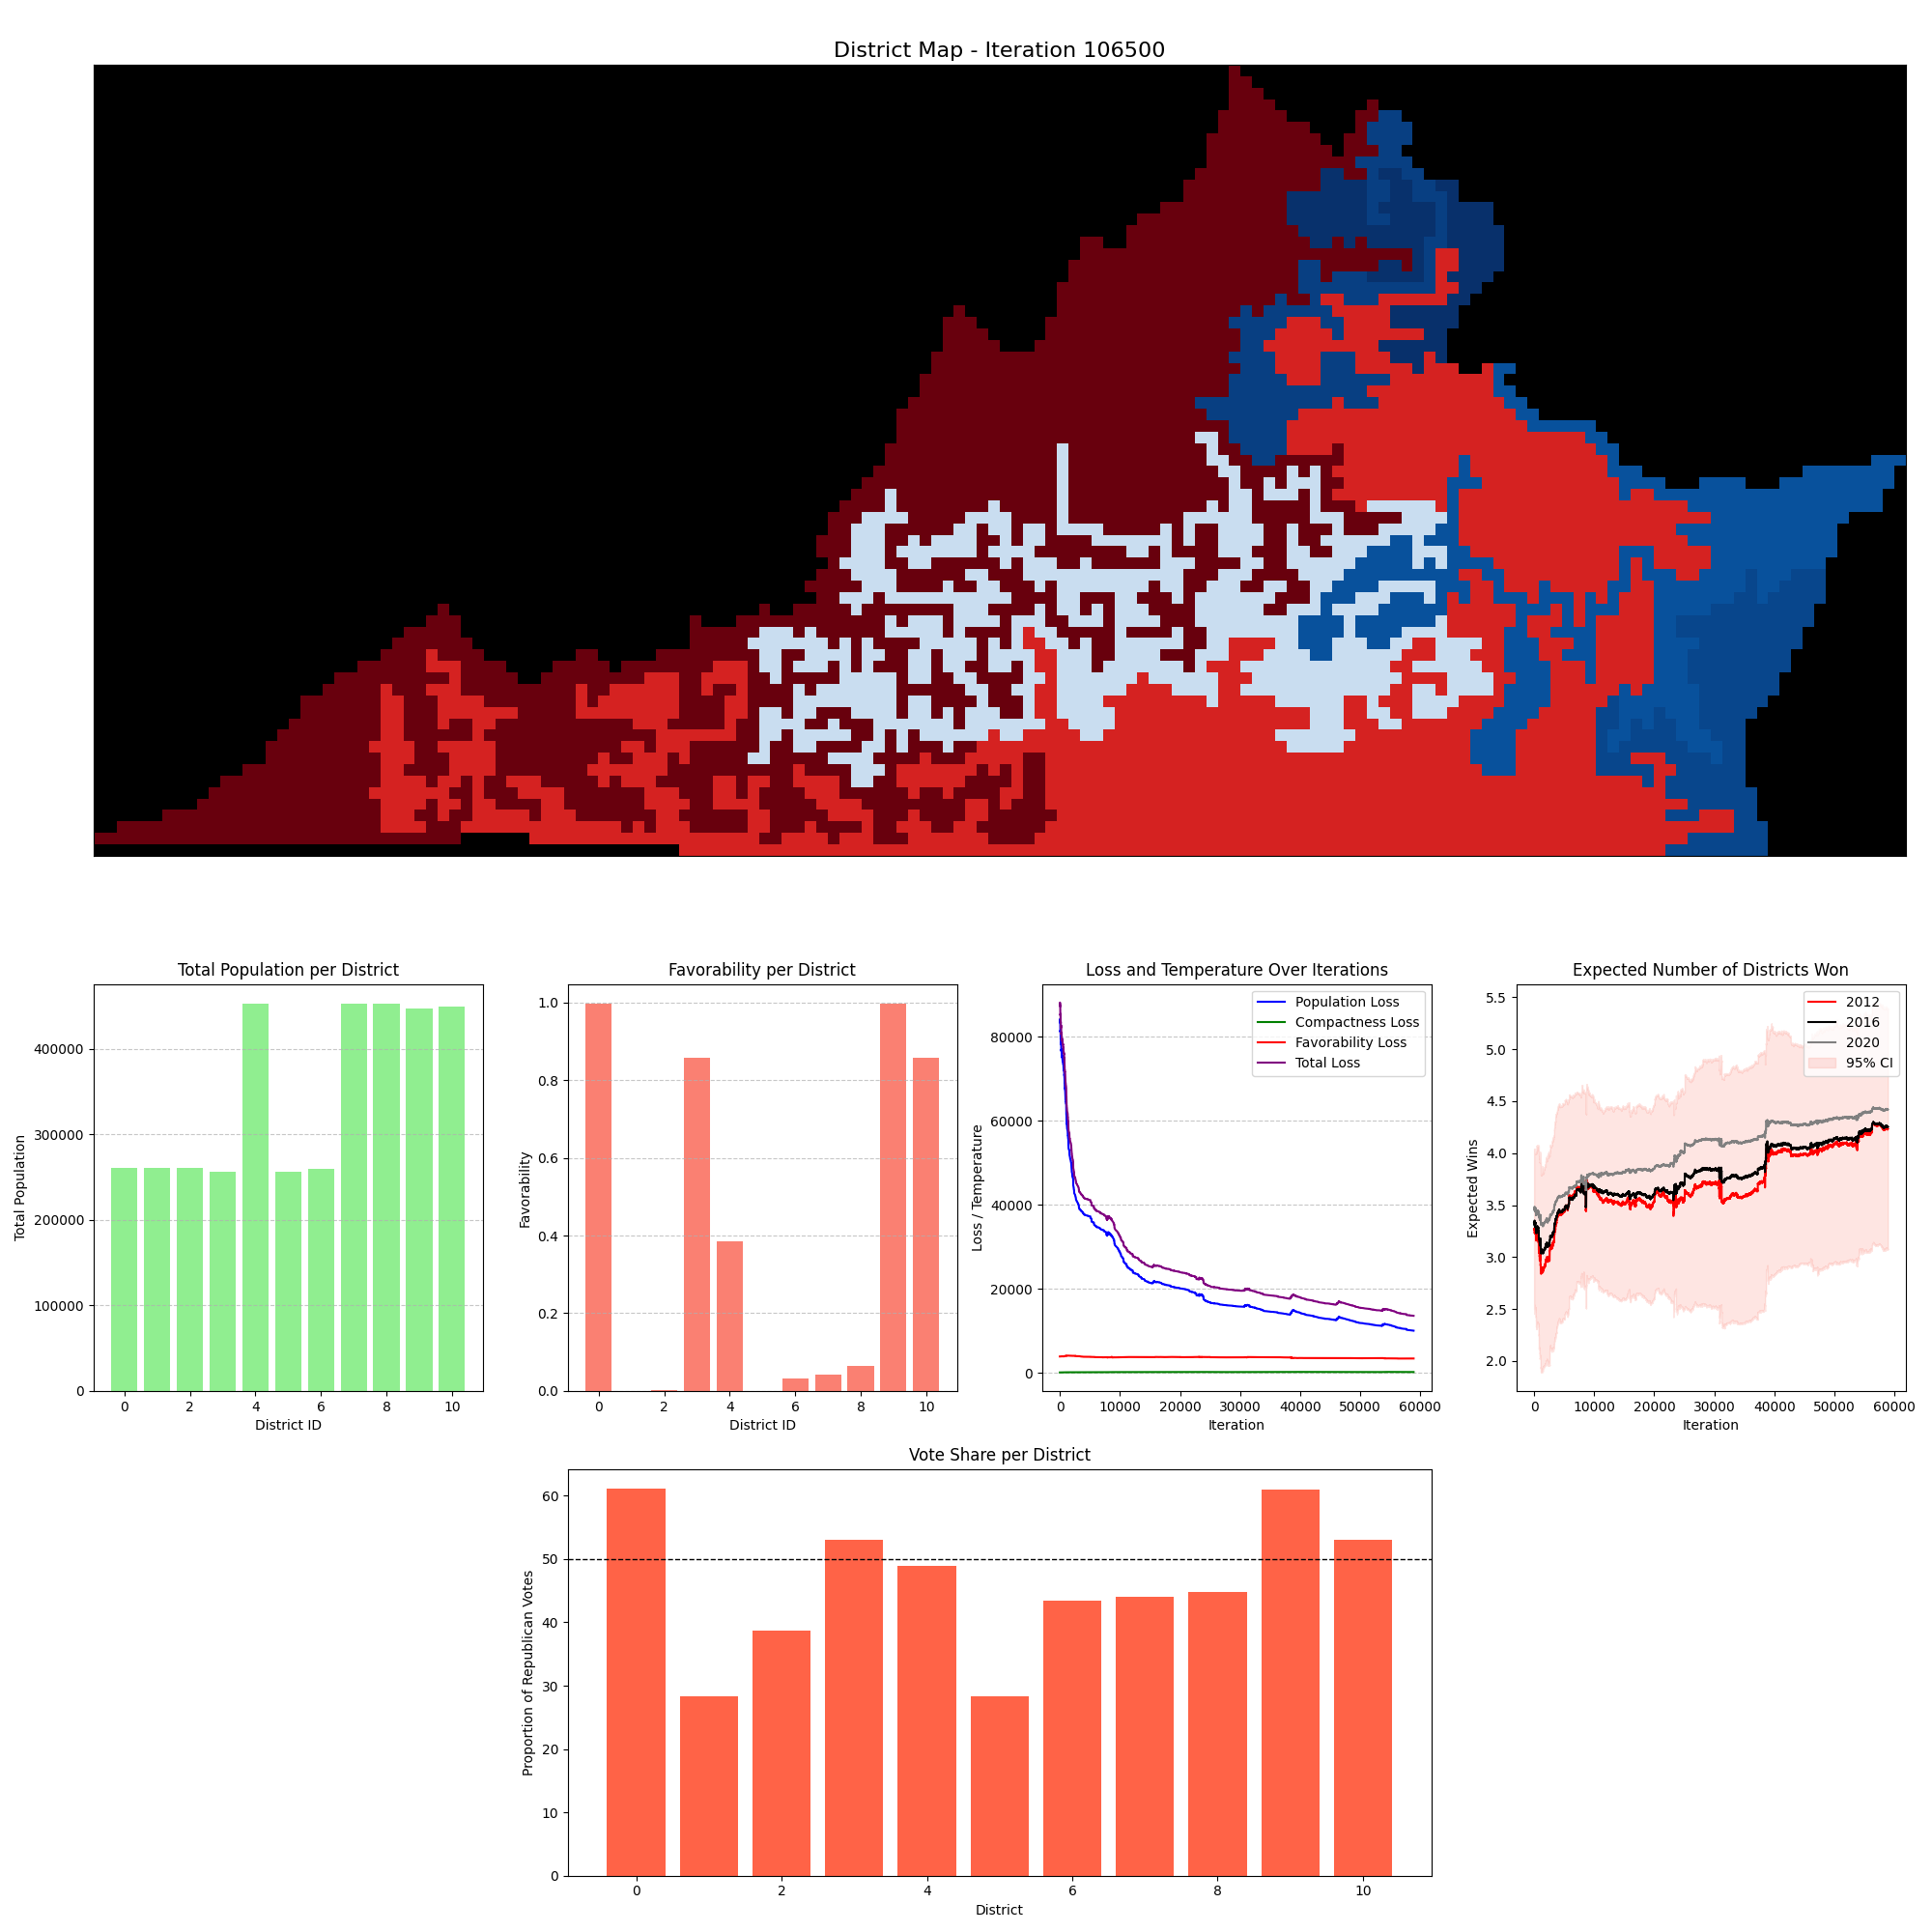 District Map - Iteration 106500
Total Population per District
Total Population
400000
300000
200000
100000
0
0 2 4 6 8 10
District ID
Favorability per District
Favorability
1.0
0.8
0.6
0.4
0.2
0.0
0 2 4 6 8 10
District ID
Loss and Temperature Over Iterations
Loss / Temperature
80000
60000
40000
20000
0
Population Loss
Compactness Loss
Favorability Loss
Total Loss
0 10000 20000 30000 40000 50000 60000
Iteration
Expected Number of Districts Won
Expected Wins
5.5
5.0
4.5
4.0
3.5
3.0
2.5
2.0
2012
2016
2020
95% CI
0 10000 20000 30000 40000 50000 60000
Iteration
Vote Share per District
Proportion of Republican Votes
60
50
40
30
20
10
0
0 2 4 6 8 10
District